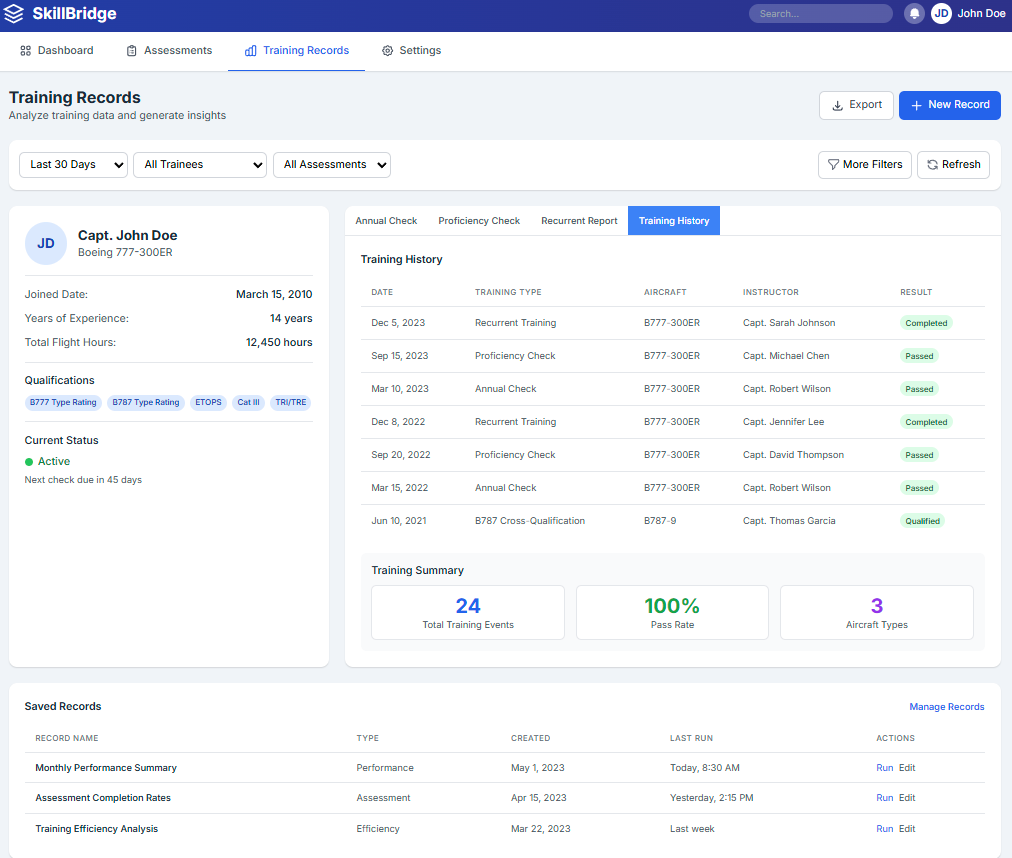 SkillBridge
Search...
JD John Doe
Dashboard Assessments Training Records Settings
Training Records
Analyze training data and generate insights
Export
New Record
Last 30 Days All Trainees All Assessments More Filters Refresh
JD
Capt. John Doe
Boeing 777-300ER
Joined Date: March 15, 2010
Years of Experience: 14 years
Total Flight Hours: 12,450 hours
Qualifications
B777 Type Rating B787 Type Rating ETOPS Cat III TRI/TRE
Current Status
Active
Next check due in 45 days
Annual Check Proficiency Check Recurrent Report Training History
Training History
DATE TRAINING TYPE AIRCRAFT INSTRUCTOR RESULT
Dec 5, 2023 Recurrent Training B777-300ER Capt. Sarah Johnson Completed
Sep 15, 2023 Proficiency Check B777-300ER Capt. Michael Chen Passed
Mar 10, 2023 Annual Check B777-300ER Capt. Robert Wilson Passed
Dec 8, 2022 Recurrent Training B777-300ER Capt. Jennifer Lee Completed
Sep 20, 2022 Proficiency Check B777-300ER Capt. David Thompson Passed
Mar 15, 2022 Annual Check B777-300ER Capt. Robert Wilson Passed
Jun 10, 2021 B787 Cross-Qualification B787-9 Capt. Thomas Garcia Qualified
Training Summary
24
Total Training Events
100%
Pass Rate
3
Aircraft Types
Saved Records
Manage Records
RECORD NAME TYPE CREATED LAST RUN ACTIONS
Monthly Performance Summary Performance May 1, 2023 Today, 8:30 AM Run Edit
Assessment Completion Rates Assessment Apr 15, 2023 Yesterday, 2:15 PM Run Edit
Training Efficiency Analysis Efficiency Mar 22, 2023 Last week Run Edit